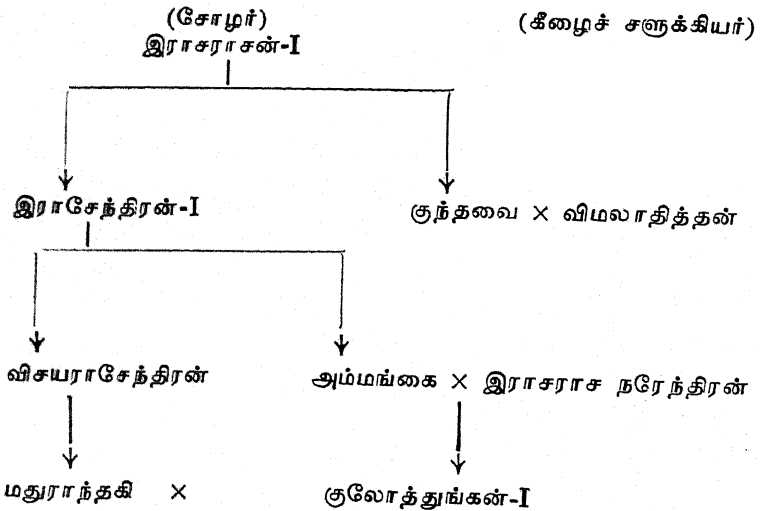 (சோழர்) (கீழைச் சளுக்கியர்)
இராசராசன்-I
இராசேந்திரன்-I குந்தவை × விமலாதித்தன்
விசயராசேந்திரன் அம்மங்கை × இராசராச நரேந்திரன்
மதுராந்தகி × குலோத்துங்கன்-I